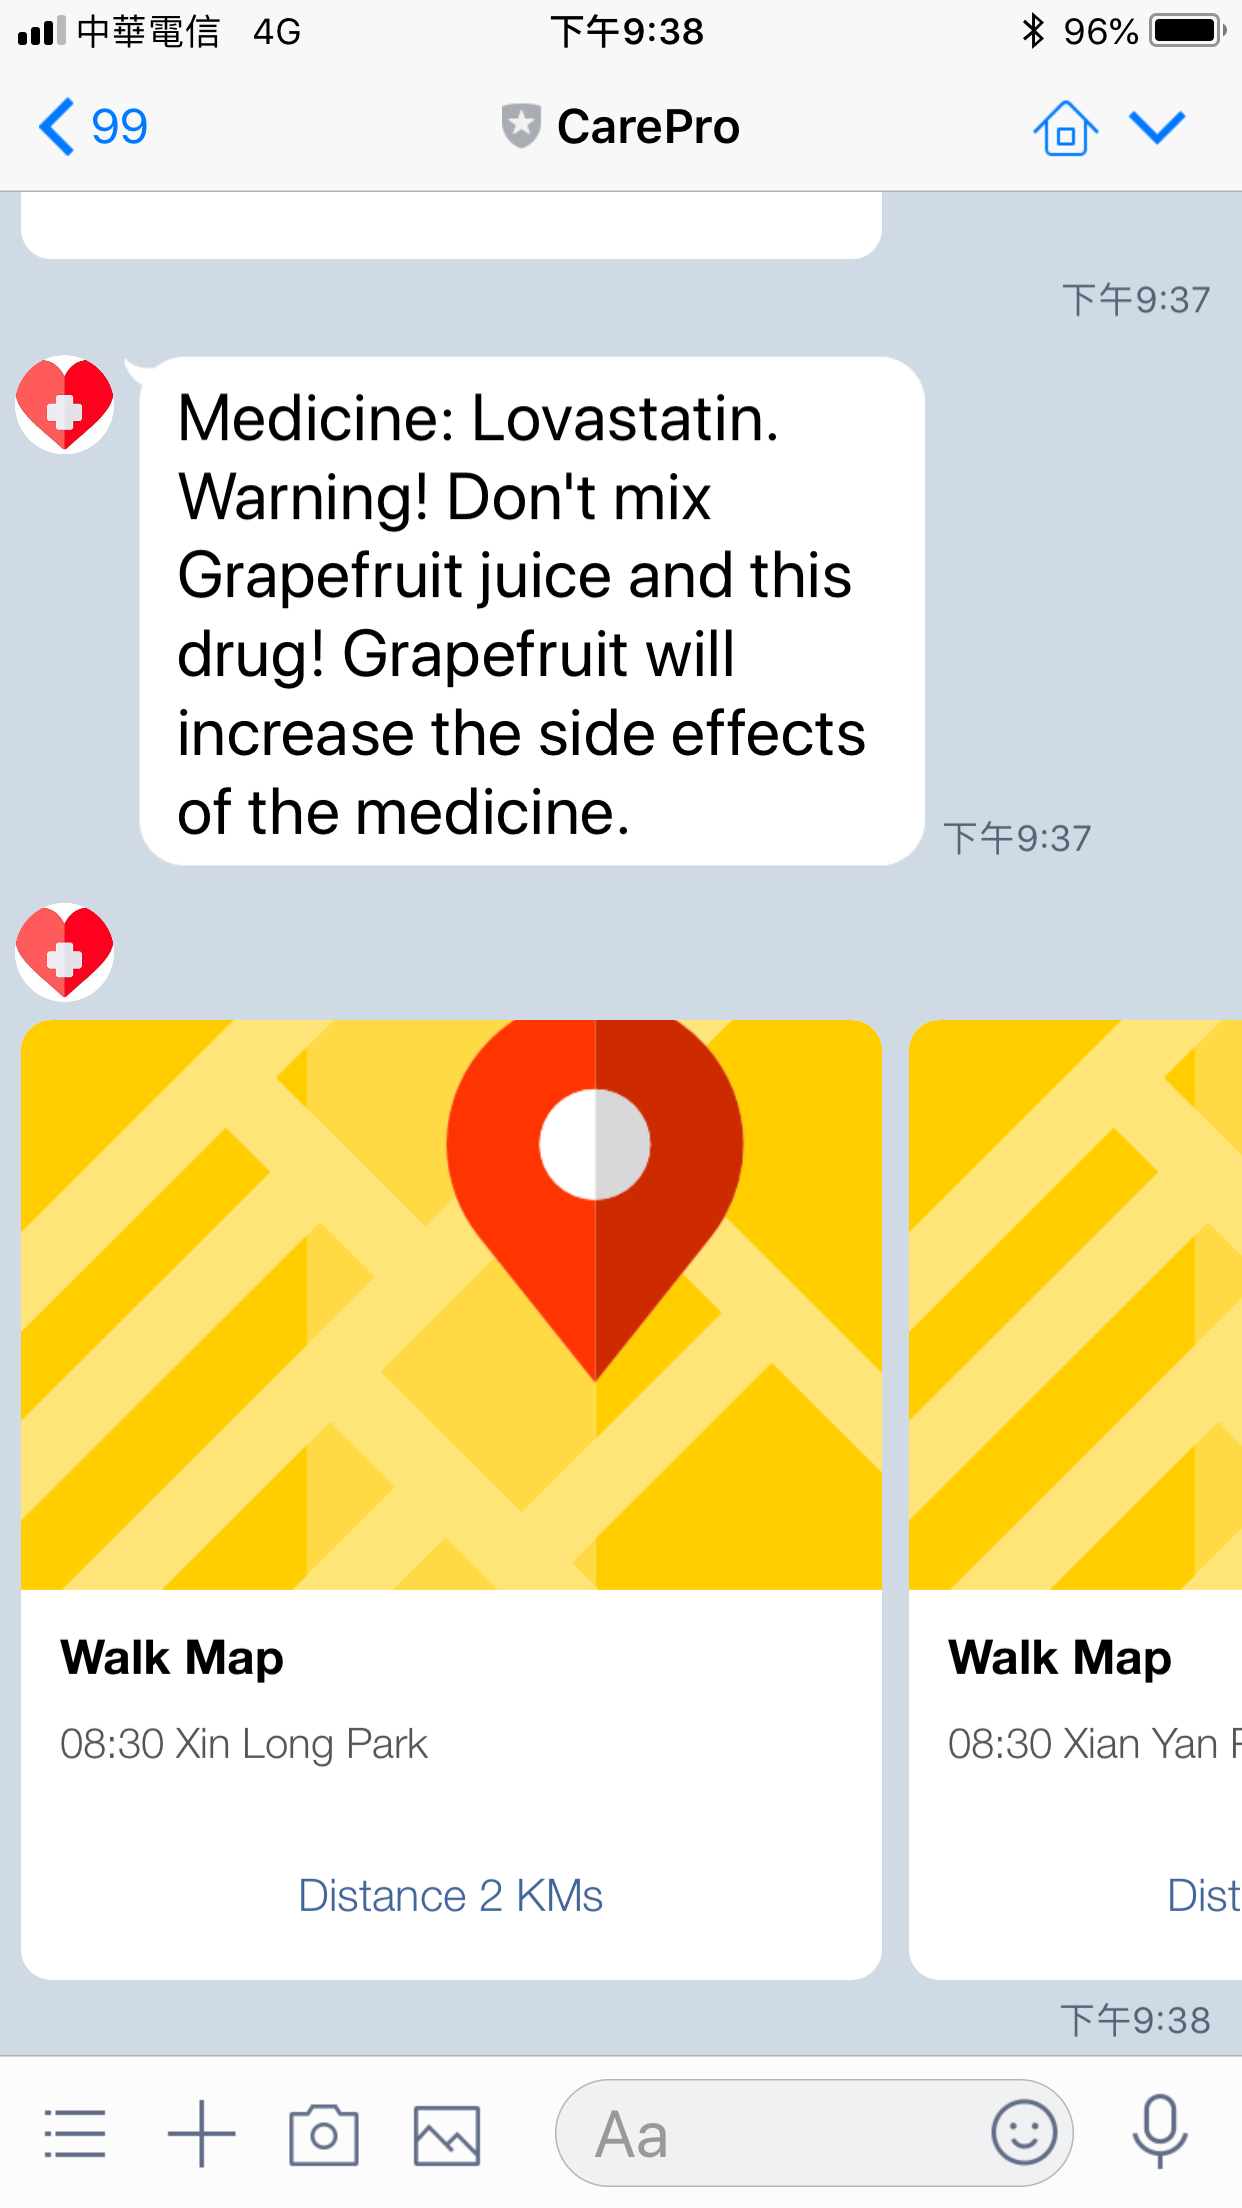 中華電信 4G 下午9:38 96%
99 CarePro
下午9:37
Medicine: Lovastatin.
Warning! Don't mix
Grapefruit juice and this
drug! Grapefruit will
increase the side effects
of the medicine.
下午9:37
Walk Map
08:30 Xin Long Park
Distance 2 KMs
Walk Map
08:30 Xian Yan
Dist
下午9:38
Aa